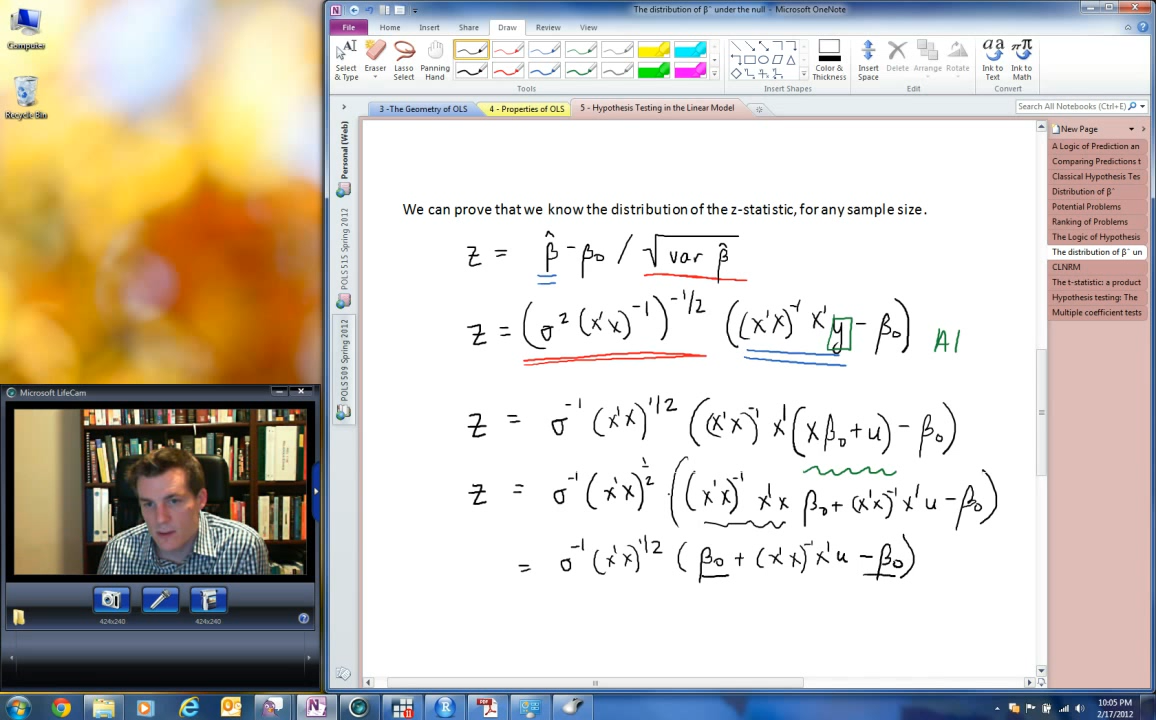 The distribution of β^ under the null - Microsoft OneNote
Computer
Recycle Bin
File Home Insert Share Draw Review View
Select & Type Eraser Lasso Select Panning Hand
Color & Thickness Insert Space Delete Arrange Rotate Ink to Text Ink to Math
Tools Insert Shapes Edit Convert
3 -The Geometry of OLS 4 - Properties of OLS 5 - Hypothesis Testing in the Linear Model
Search All Notebooks (Ctrl+E)
Personal (Web)
POLS 515 Spring 2012
POLS 509 Spring 2012
New Page
A Logic of Prediction an
Comparing Predictions t
Classical Hypothesis Tes
Distribution of β^
Potential Problems
Ranking of Problems
The Logic of Hypothesis
The distribution of β^ un
CLNRM
The t-statistic: a product
Hypothesis testing: The
Multiple coefficient tests
We can prove that we know the distribution of the z-statistic, for any sample size.
z = β̂ - β₀ / √var β̂
z = (σ² (x'x)⁻¹)^(-1/2) ((x'x)⁻¹ x'y - β₀) A1
z = σ⁻¹ (x'x)^(1/2) ((x'x)⁻¹ x' (xβ₀ + u) - β₀)
z = σ⁻¹ (x'x)^(1/2) ((x'x)⁻¹ x'x β₀ + (x'x)⁻¹ x'u - β₀)
= σ⁻¹ (x'x)^(1/2) (β₀ + (x'x)⁻¹ x'u - β₀)
Microsoft LifeCam
424x240 424x240 424x240
10:05 PM
2/17/2012